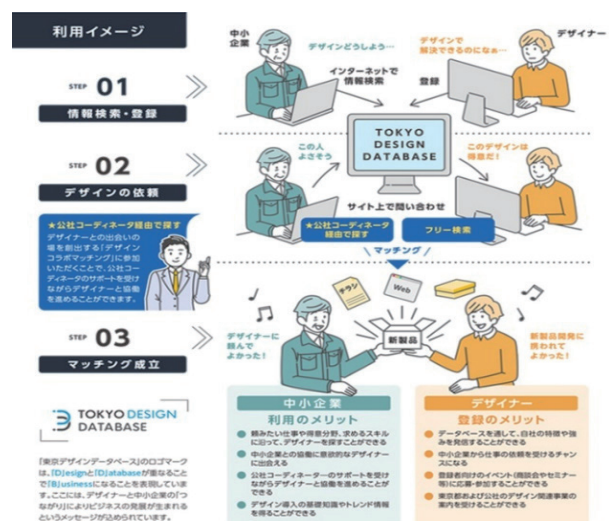 利用イメージ
STEP 01
情報検索・登録
STEP 02
デザインの依頼
★公社コーディネータ経由で探す
デザイナーとの出会いの
場を創出する「デザイン
コラボマッチング」に参加
いただくことで、公社コー
ディネータのサポートを受け
ながらデザイナーと協働
を進めることができます。
STEP 03
マッチング成立
TOKYO DESIGN
DATABASE
「東京デザインデータベース」のロゴマーク
は、「D」esignと「D」atabaseが重なること
で「B」usinessになることを表現していま
す。ここには、デザイナーと中小企業の「つ
ながり」によりビジネスの発展が生まれる
というメッセージが込められています。
中小
企業
デザインどうしよう…
インターネットで
情報検索
デザインで
解決できるのになぁ…
デザイナー
登録
この人
よさそう
TOKYO
DESIGN
DATABASE
このデザインは
得意だ！
サイト上で問い合わせ
★公社コーディネータ
経由で探す
フリー検索
マッチング
チラシ
Web
デザイナーに
頼んで
よかった！
新製品
新製品開発に
携われて
よかった！
中小企業
利用のメリット
頼みたい仕事や得意分野、求めるスキル
に沿って、デザイナーを探すことができる
中小企業との協働に意欲的なデザイナー
に出会える
公社コーディネーターのサポートを受け
ながらデザイナーと協働を進めることが
できる
デザイン導入の基礎知識やトレンド情報
を得ることができる
デザイナー
登録のメリット
データベースを通して、自社の特徴や強
みを発信することができる
中小企業から仕事の依頼を受けるチャン
スになる
登録者向けのイベント(商談会やセミナー
等)に応募・参加することができる
東京都および公社のデザイン関連事業の
案内を受けることができる